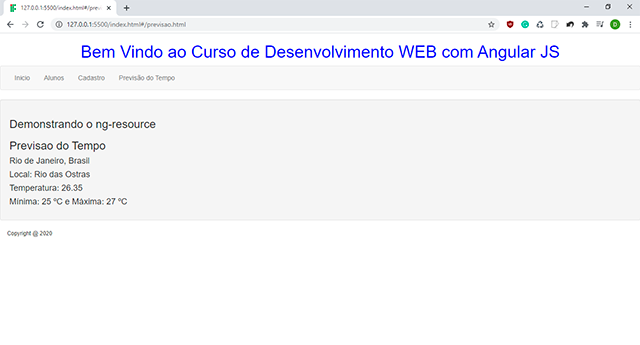 127.0.0.1:5500/index.html#/previ
127.0.0.1:5500/index.html#/previsao.html
Bem Vindo ao Curso de Desenvolvimento WEB com Angular JS
Inicio Alunos Cadastro Previsão do Tempo
Demonstrando o ng-resource
Previsao do Tempo
Rio de Janeiro, Brasil
Local: Rio das Ostras
Temperatura: 26.35
Mínima: 25 ºC e Máxima: 27 ºC
Copyright @ 2020